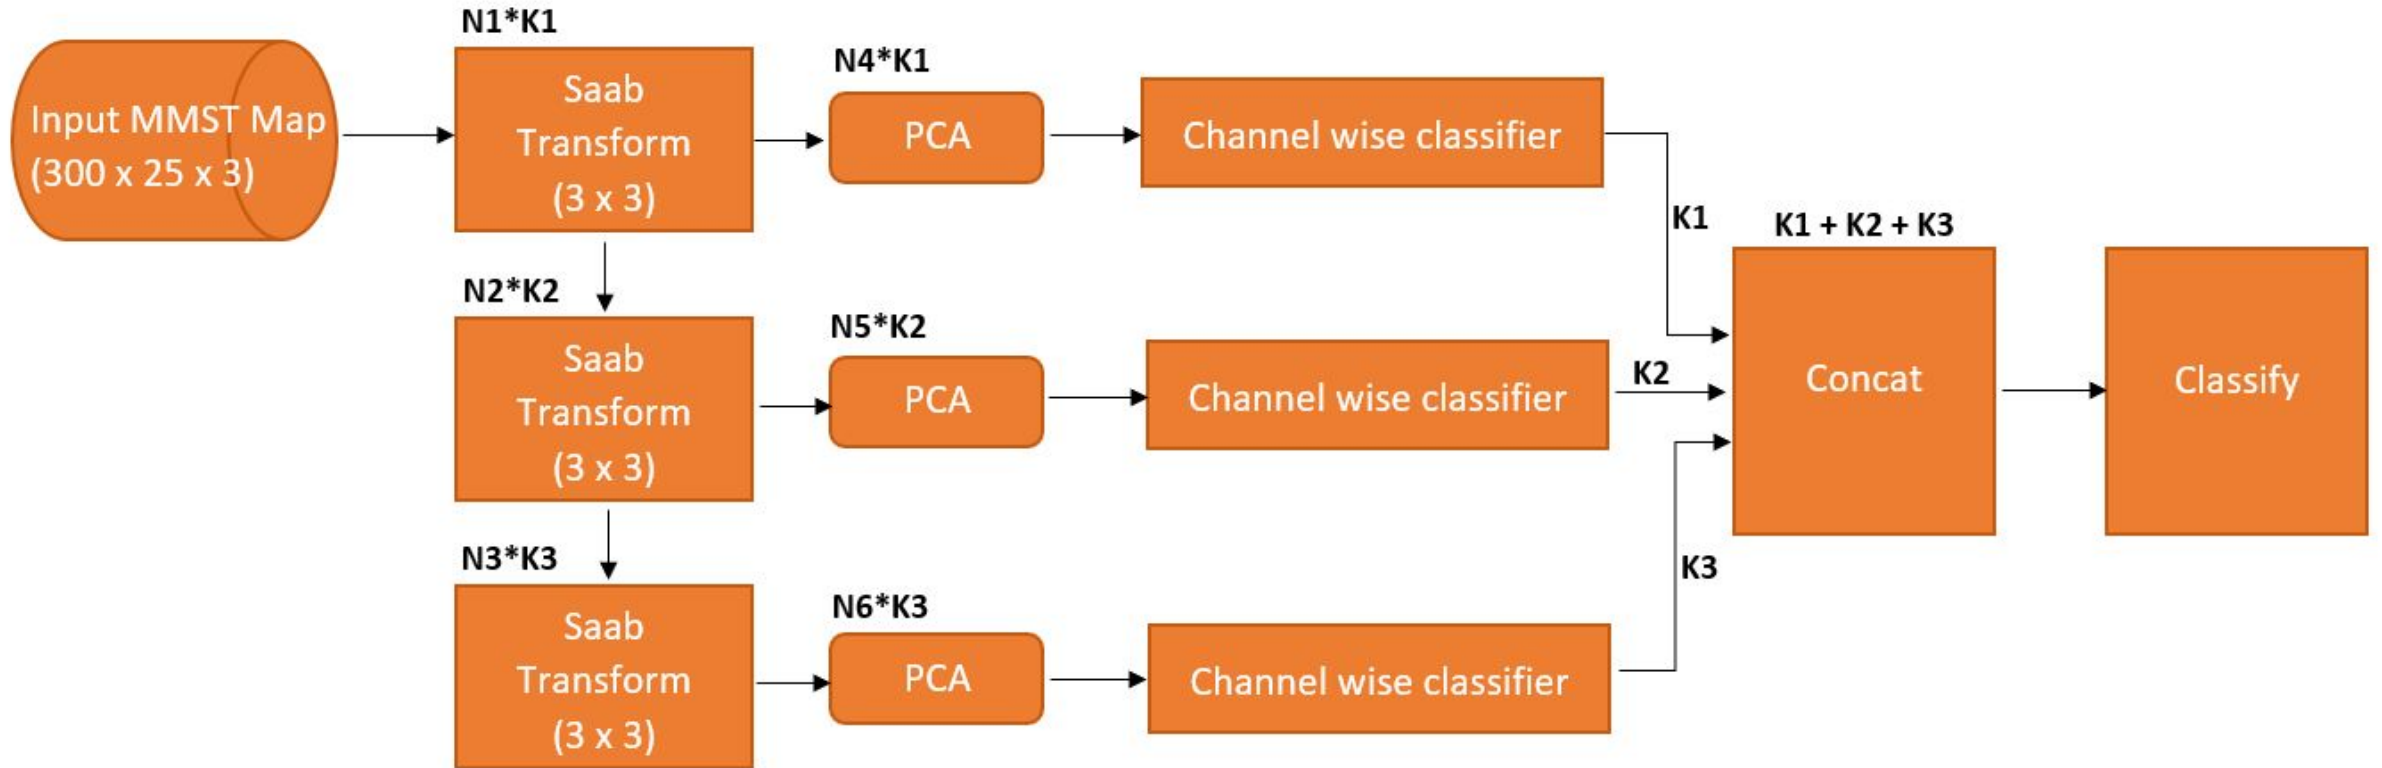 N1*K1
Input MMST Map
(300 x 25 x 3)
Saab
Transform
(3 x 3)
N4*K1
PCA
Channel wise classifier
K1
N2*K2
Saab
Transform
(3 x 3)
N5*K2
PCA
Channel wise classifier
K2
N3*K3
Saab
Transform
(3 x 3)
N6*K3
PCA
Channel wise classifier
K3
K1 + K2 + K3
Concat
Classify